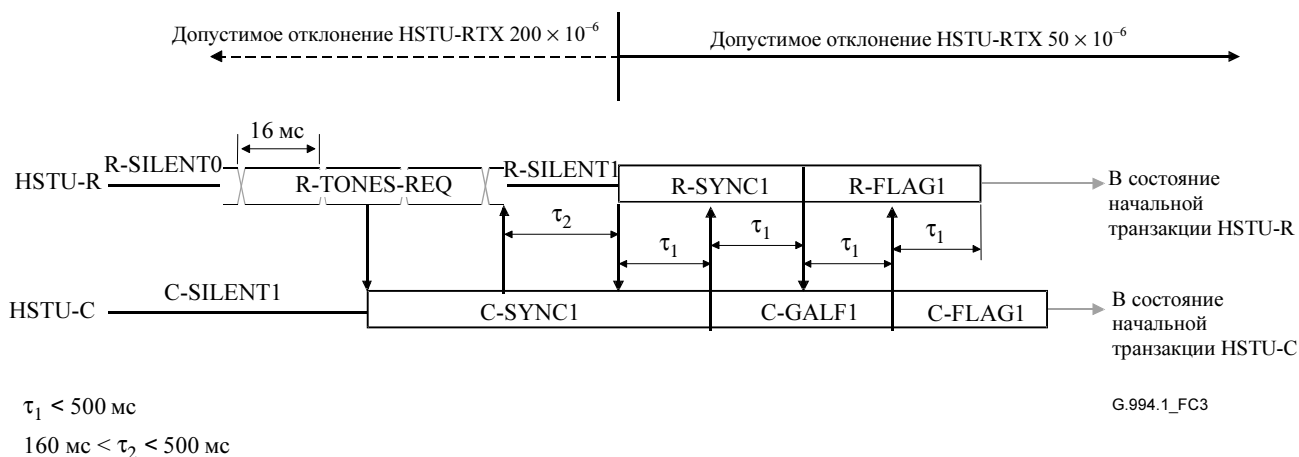 Допустимое отклонение HSTU-RTX 200 × 10⁻⁶
Допустимое отклонение HSTU-RTX 50 × 10⁻⁶
16 мс
HSTU-R
R-SILENT0
R-TONES-REQ
R-SILENT1
R-SYNC1
R-FLAG1
В состояние
начальной
транзакции HSTU-R
τ₂
τ₁
τ₁
τ₁
τ₁
HSTU-C
C-SILENT1
C-SYNC1
C-GALF1
C-FLAG1
В состояние
начальной
транзакции HSTU-C
τ₁ < 500 мс
160 мс < τ₂ < 500 мс
G.994.1_FC3